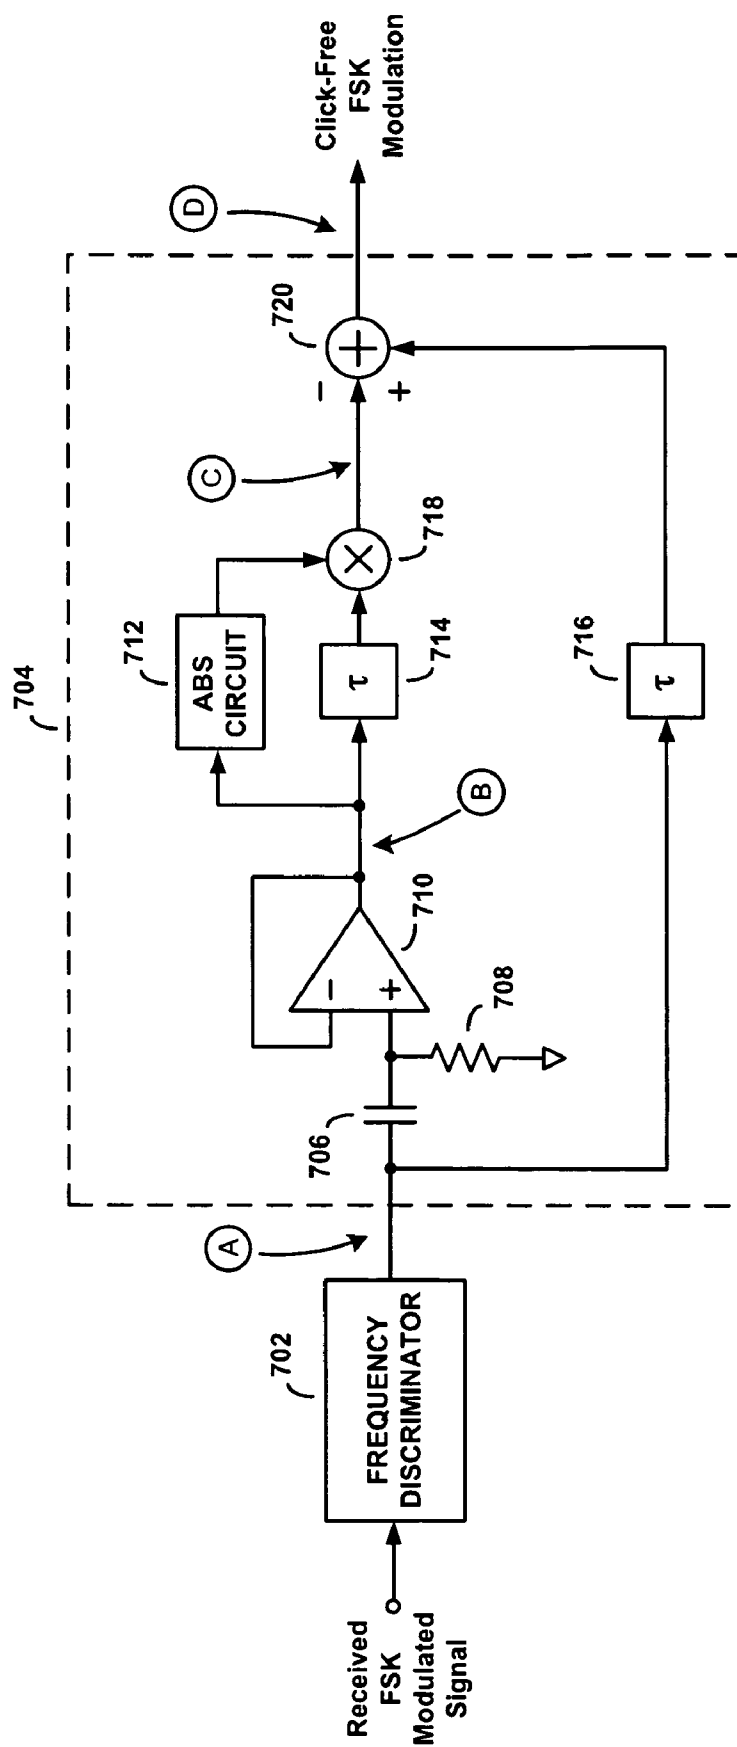 Received
FSK
Modulated
Signal
702
FREQUENCY
DISCRIMINATOR
A
704
706
708
−
+
710
B
712
ABS
CIRCUIT
τ
714
716
τ
×
718
C
−
+
+
720
D
Click-Free
FSK
Modulation